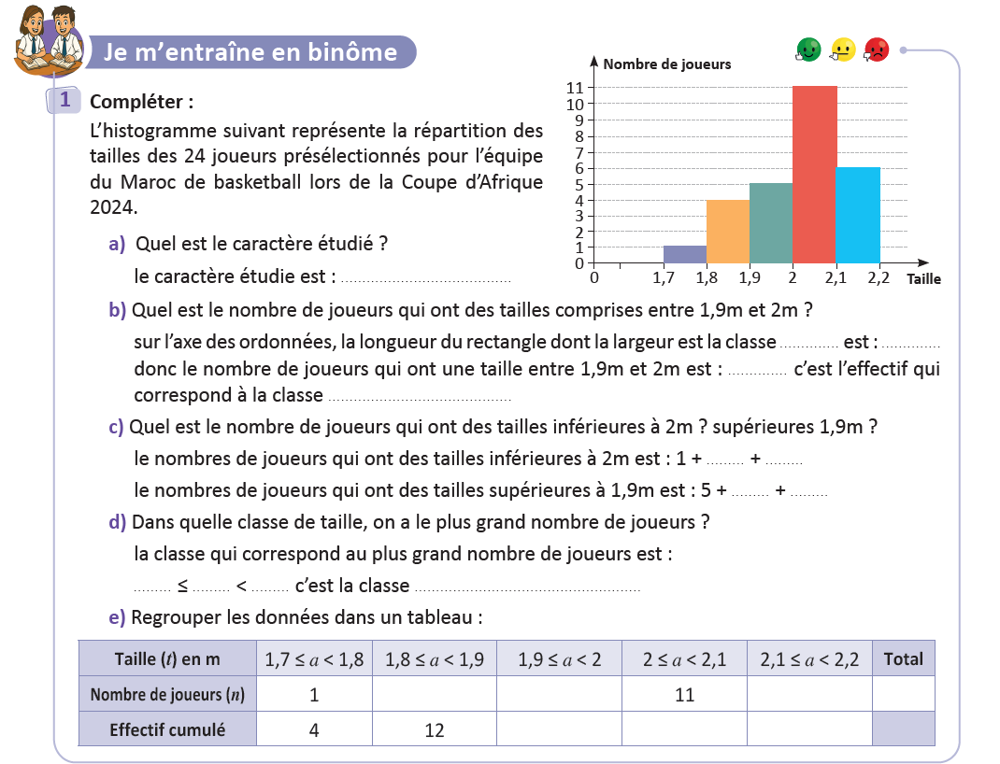 Je m'entraîne en binôme
1 Compléter :
L'histogramme suivant représente la répartition des
tailles des 24 joueurs présélectionnés pour l'équipe
du Maroc de basketball lors de la Coupe d'Afrique
2024.
Nombre de joueurs
11
10
9
8
7
6
5
4
3
2
1
0
0 1,7 1,8 1,9 2 2,1 2,2 Taille
a) Quel est le caractère étudié ?
le caractère étudie est : ......................................
b) Quel est le nombre de joueurs qui ont des tailles comprises entre 1,9m et 2m ?
sur l'axe des ordonnées, la longueur du rectangle dont la largeur est la classe ............. est : .............
donc le nombre de joueurs qui ont une taille entre 1,9m et 2m est : ............. c'est l'effectif qui
correspond à la classe .........................................
c) Quel est le nombre de joueurs qui ont des tailles inférieures à 2m ? supérieures 1,9m ?
le nombres de joueurs qui ont des tailles inférieures à 2m est : 1 + ......... + .........
le nombres de joueurs qui ont des tailles supérieures à 1,9m est : 5 + ......... + .........
d) Dans quelle classe de taille, on a le plus grand nombre de joueurs ?
la classe qui correspond au plus grand nombre de joueurs est :
......... ≤ ......... < ......... c'est la classe ..................................................
e) Regrouper les données dans un tableau :
Taille (t) en m 1,7 ≤ a < 1,8 1,8 ≤ a < 1,9 1,9 ≤ a < 2 2 ≤ a < 2,1 2,1 ≤ a < 2,2 Total
Nombre de joueurs (n) 1 11
Effectif cumulé 4 12